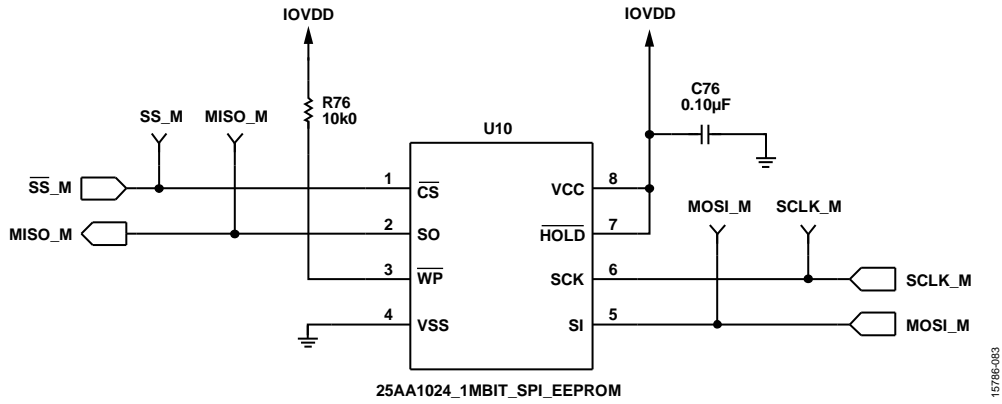 IOVDD
IOVDD
R76
10k0
C76
0.10µF
SS_M
MISO_M
U10
SS_M
1
CS
VCC
8
MOSI_M
SCLK_M
MISO_M
2
SO
HOLD
7
3
WP
SCK
6
SCLK_M
4
VSS
SI
5
MOSI_M
25AA1024_1MBIT_SPI_EEPROM
15786-083